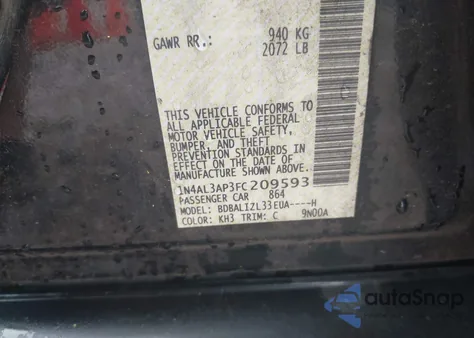 GAWR RR.: 940 KG
2072 LB
THIS VEHICLE CONFORMS TO
ALL APPLICABLE FEDERAL
MOTOR VEHICLE SAFETY,
BUMPER, AND THEFT
PREVENTION STANDARDS IN
EFFECT ON THE DATE OF
MANUFACTURE SHOWN ABOVE.
1N4AL3AP3FC209593
PASSENGER CAR 864
MODEL: BDBALIZL33EUA----H
COLOR: KH3 TRIM: C 9N00A
autoSnap